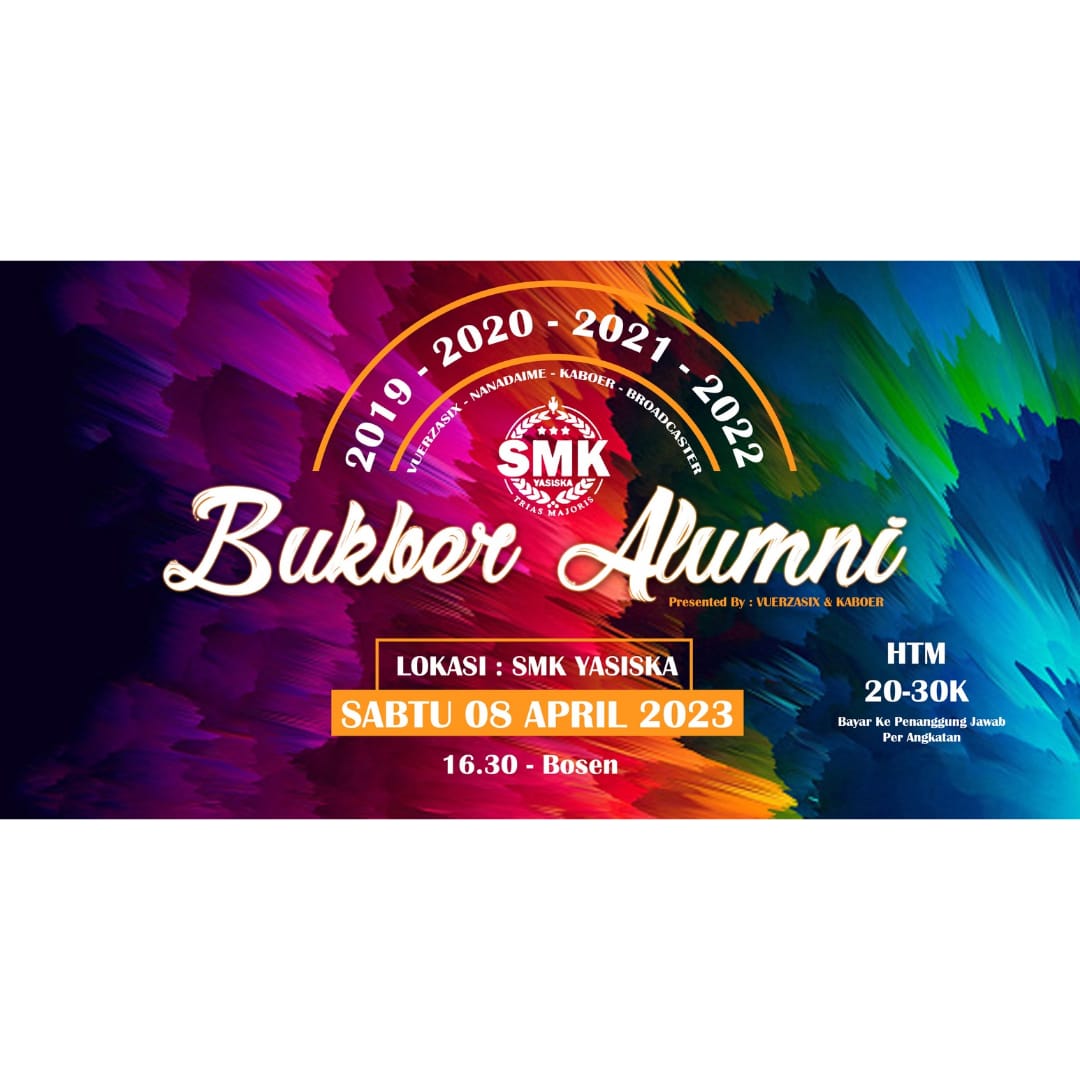 2019 - 2020 - 2021 - 2022
VUERZASIX - NANADAIME - KABOER - BROADCASTER
SMK
YASISKA
TRIAS MAJORIS
Bukber Alumni
Presented By : VUERZASIX & KABOER
LOKASI : SMK YASISKA
SABTU 08 APRIL 2023
16.30 - Bosen
HTM
20-30K
Bayar Ke Penanggung Jawab
Per Angkatan